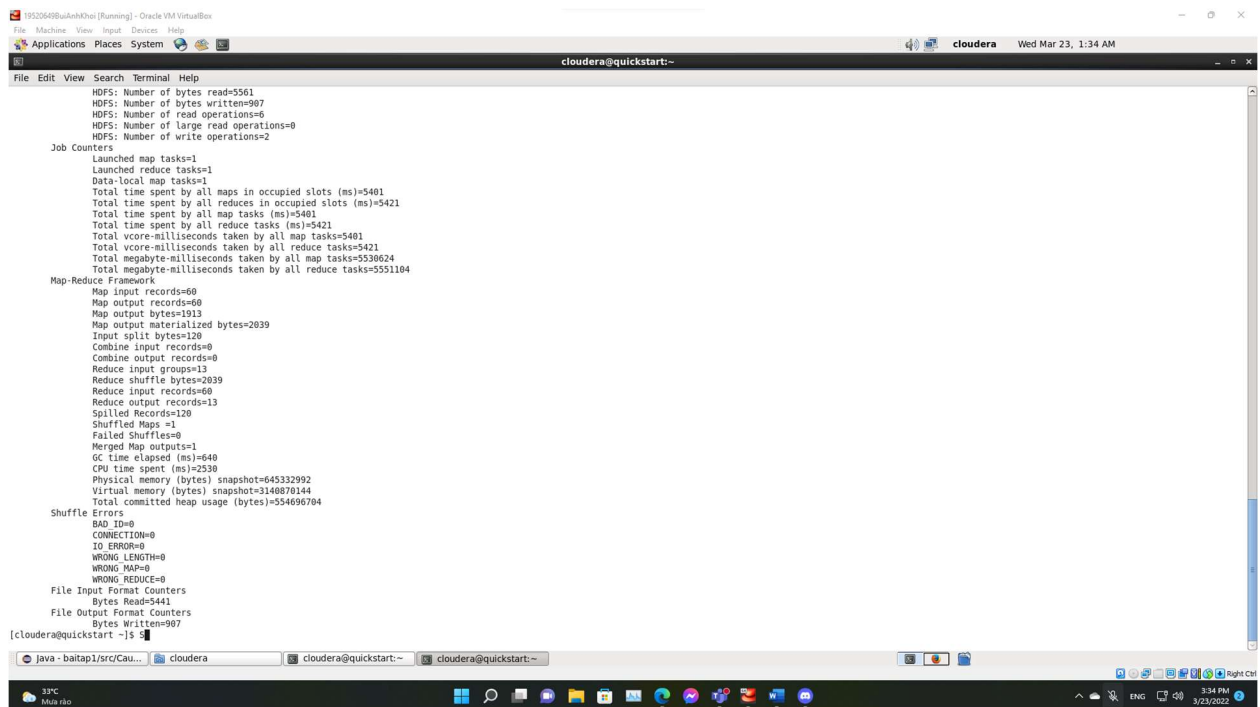 19520649BuiAnhKhoi [Running] - Oracle VM VirtualBox
File Machine View Input Devices Help
Applications Places System cloudera Wed Mar 23, 1:34 AM
cloudera@quickstart:~
File Edit View Search Terminal Help
HDFS: Number of bytes read=5561
HDFS: Number of bytes written=907
HDFS: Number of read operations=6
HDFS: Number of large read operations=0
HDFS: Number of write operations=2
Job Counters
Launched map tasks=1
Launched reduce tasks=1
Data-local map tasks=1
Total time spent by all maps in occupied slots (ms)=5401
Total time spent by all reduces in occupied slots (ms)=5421
Total time spent by all map tasks (ms)=5401
Total time spent by all reduce tasks (ms)=5421
Total vcore-milliseconds taken by all map tasks=5401
Total vcore-milliseconds taken by all reduce tasks=5421
Total megabyte-milliseconds taken by all map tasks=5530624
Total megabyte-milliseconds taken by all reduce tasks=5551104
Map-Reduce Framework
Map input records=60
Map output records=60
Map output bytes=1913
Map output materialized bytes=2039
Input split bytes=120
Combine input records=0
Combine output records=0
Reduce input groups=13
Reduce shuffle bytes=2039
Reduce input records=60
Reduce output records=13
Spilled Records=120
Shuffled Maps =1
Failed Shuffles=0
Merged Map outputs=1
GC time elapsed (ms)=640
CPU time spent (ms)=2530
Physical memory (bytes) snapshot=645332992
Virtual memory (bytes) snapshot=3140870144
Total committed heap usage (bytes)=554696704
Shuffle Errors
BAD_ID=0
CONNECTION=0
IO_ERROR=0
WRONG_LENGTH=0
WRONG_MAP=0
WRONG_REDUCE=0
File Input Format Counters
Bytes Read=5441
File Output Format Counters
Bytes Written=907
[cloudera@quickstart ~]$ S
Java - baitap1/src/Cau... cloudera cloudera@quickstart:~ cloudera@quickstart:~
Right Ctrl
33°C
Mưa rào
ENG
3:34 PM
3/23/2022
2